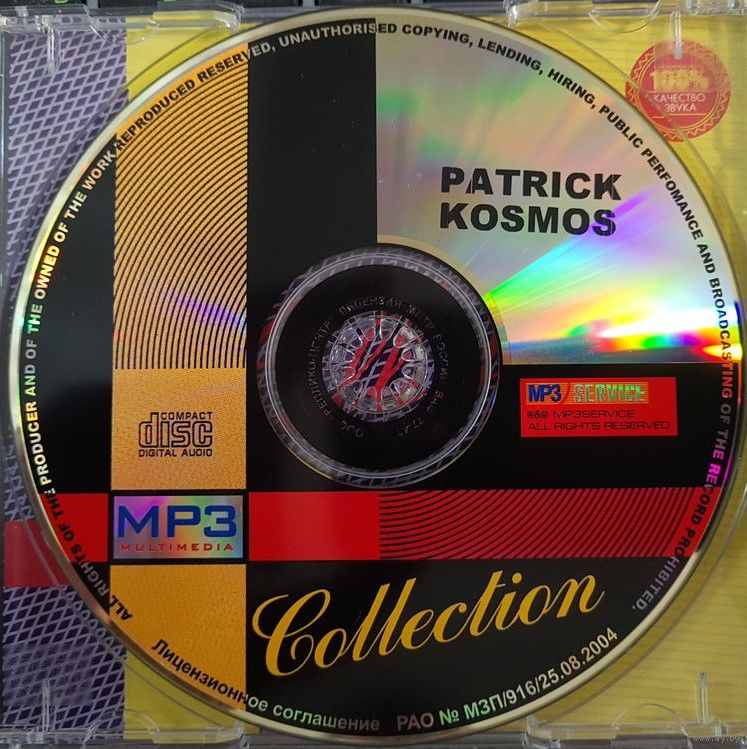 ALL RIGHTS OF THE PRODUCER AND OF THE OWNED OF THE WORK REPRODUCED RESERVED, UNAUTHORISED COPYING, LENDING, HIRING, PUBLIC PERFOMANCE AND BROADCASTING OF THE RECORD PROHIBITED.
100%
КАЧЕСТВО
ЗВУКА
PATRICK
KOSMOS
MP3 SERVICE
MP3SERVICE
ALL RIGHTS RESERVED
COMPACT
disc
DIGITAL AUDIO
MP3
MULTIMEDIA
Collection
Лицензионное соглашение РАО № МЗП/916/25.08.2004